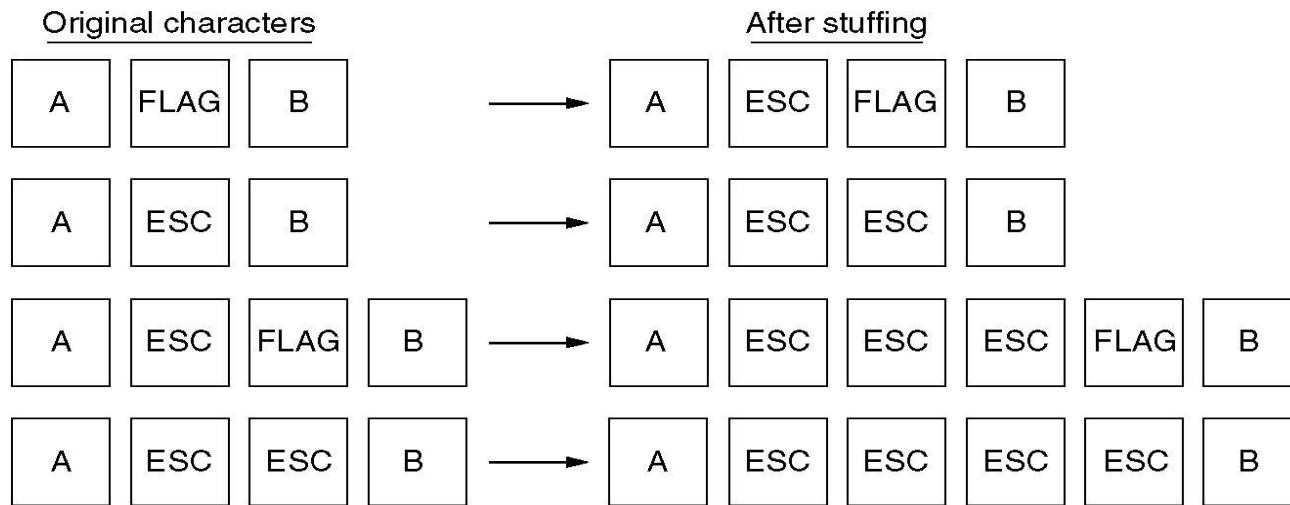 Original characters After stuffing
A FLAG B A ESC FLAG B
A ESC B A ESC ESC B
A ESC FLAG B A ESC ESC ESC FLAG B
A ESC ESC B A ESC ESC ESC ESC B